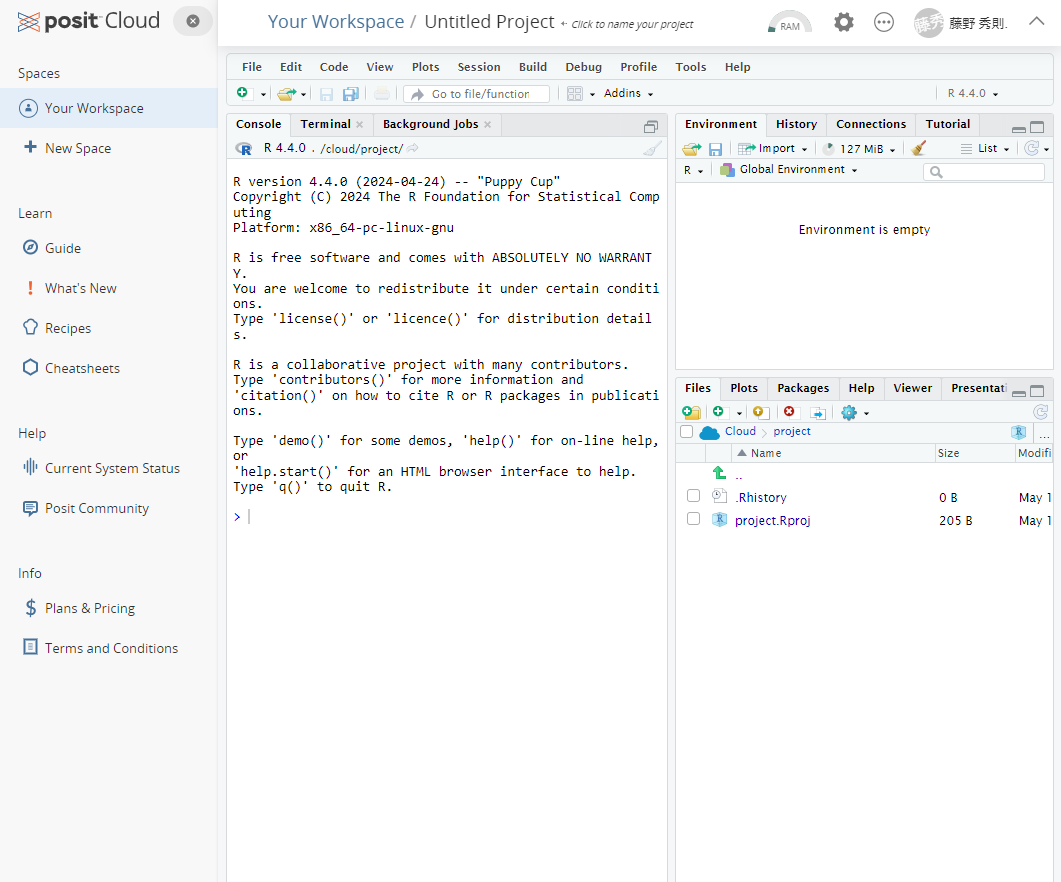 posit Cloud
Your Workspace / Untitled Project ← Click to name your project
RAM
藤秀
藤野 秀則.
Spaces
Your Workspace
New Space
Learn
Guide
What's New
Recipes
Cheatsheets
Help
Current System Status
Posit Community
Info
Plans & Pricing
Terms and Conditions
File Edit Code View Plots Session Build Debug Profile Tools Help
Go to file/function
Addins
R 4.4.0
Console Terminal Background Jobs
R 4.4.0 . /cloud/project/
R version 4.4.0 (2024-04-24) -- "Puppy Cup"
Copyright (C) 2024 The R Foundation for Statistical Comp
uting
Platform: x86_64-pc-linux-gnu
R is free software and comes with ABSOLUTELY NO WARRANT
Y.
You are welcome to redistribute it under certain conditi
ons.
Type 'license()' or 'licence()' for distribution detail
s.
R is a collaborative project with many contributors.
Type 'contributors()' for more information and
'citation()' on how to cite R or R packages in publicati
ons.
Type 'demo()' for some demos, 'help()' for on-line help,
or
'help.start()' for an HTML browser interface to help.
Type 'q()' to quit R.
>
Environment History Connections Tutorial
Import 127 MiB List
R Global Environment
Environment is empty
Files Plots Packages Help Viewer Presentati
Cloud project ...
Name Size Modifi
..
.Rhistory 0 B May 1
project.Rproj 205 B May 1